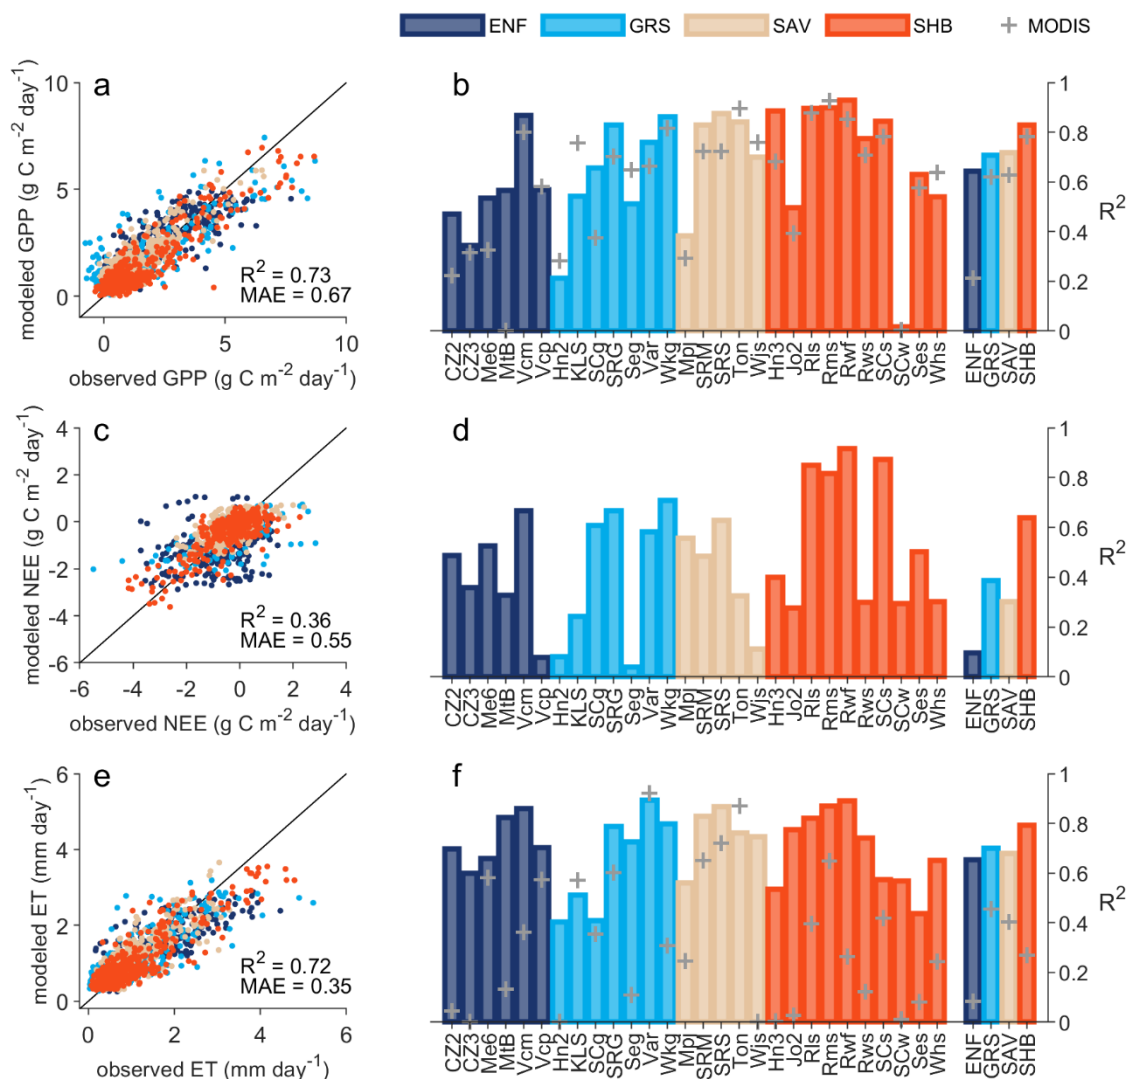 ENF GRS SAV SHB MODIS
a
modeled GPP (g C m⁻² day⁻¹)
10
5
0
R² = 0.73
MAE = 0.67
0 5 10
observed GPP (g C m⁻² day⁻¹)
b
1
0.8
0.6
0.4
0.2
0
R²
CZ2 CZ3 Me6 MtB Vcm Vcp Hn2 KLS SCg SRG Seg Var Wkg Mpj SRM SRS Ton Wjs Hn3 Jo2 Rls Rms Rwf Rws SCs SCw Ses Whs ENF GRS SAV SHB
c
modeled NEE (g C m⁻² day⁻¹)
4
2
0
-2
-4
-6
R² = 0.36
MAE = 0.55
-6 -4 -2 0 2 4
observed NEE (g C m⁻² day⁻¹)
d
1
0.8
0.6
0.4
0.2
0
R²
CZ2 CZ3 Me6 MtB Vcm Vcp Hn2 KLS SCg SRG Seg Var Wkg Mpj SRM SRS Ton Wjs Hn3 Jo2 Rls Rms Rwf Rws SCs SCw Ses Whs ENF GRS SAV SHB
e
modeled ET (mm day⁻¹)
6
4
2
0
R² = 0.72
MAE = 0.35
0 2 4 6
observed ET (mm day⁻¹)
f
1
0.8
0.6
0.4
0.2
0
R²
CZ2 CZ3 Me6 MtB Vcm Vcp Hn2 KLS SCg SRG Seg Var Wkg Mpj SRM SRS Ton Wjs Hn3 Jo2 Rls Rms Rwf Rws SCs SCw Ses Whs ENF GRS SAV SHB